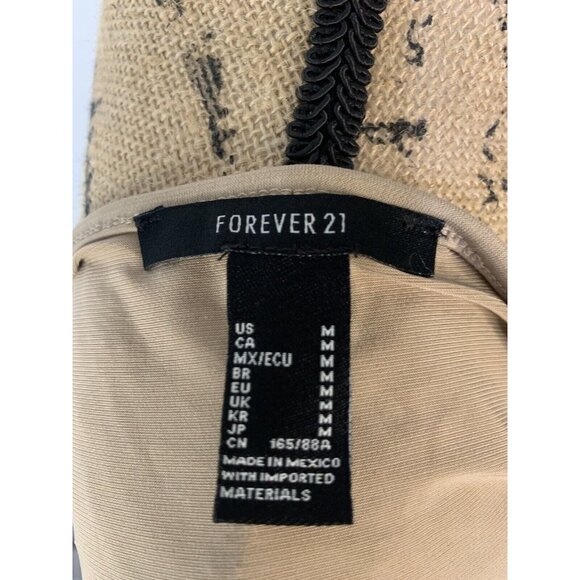 FOREVER 21
US M
CA M
MX/ECU M
BR M
EU M
UK M
KR M
JP M
CN 165/88A
MADE IN MEXICO
WITH IMPORTED
MATERIALS